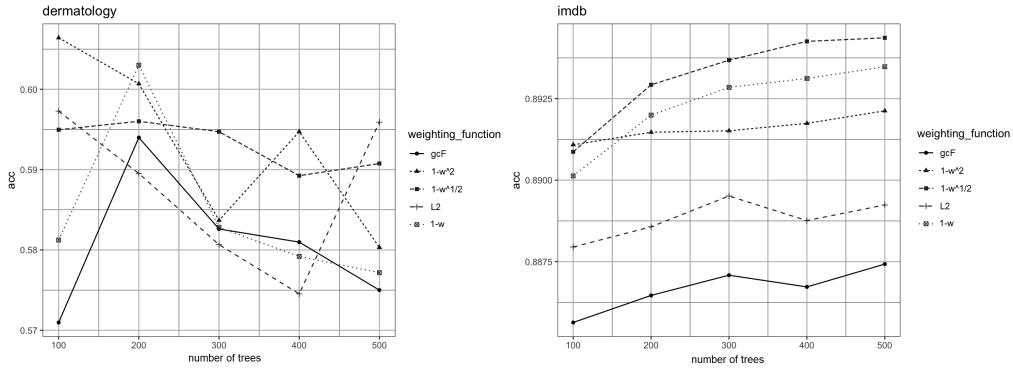 dermatology
acc
0.60
0.59
0.58
0.57
100 200 300 400 500
number of trees
weighting_function
gcF
1-w^2
1-w^1/2
L2
1-w
imdb
acc
0.8925
0.8900
0.8875
100 200 300 400 500
number of trees
weighting_function
gcF
1-w^2
1-w^1/2
L2
1-w